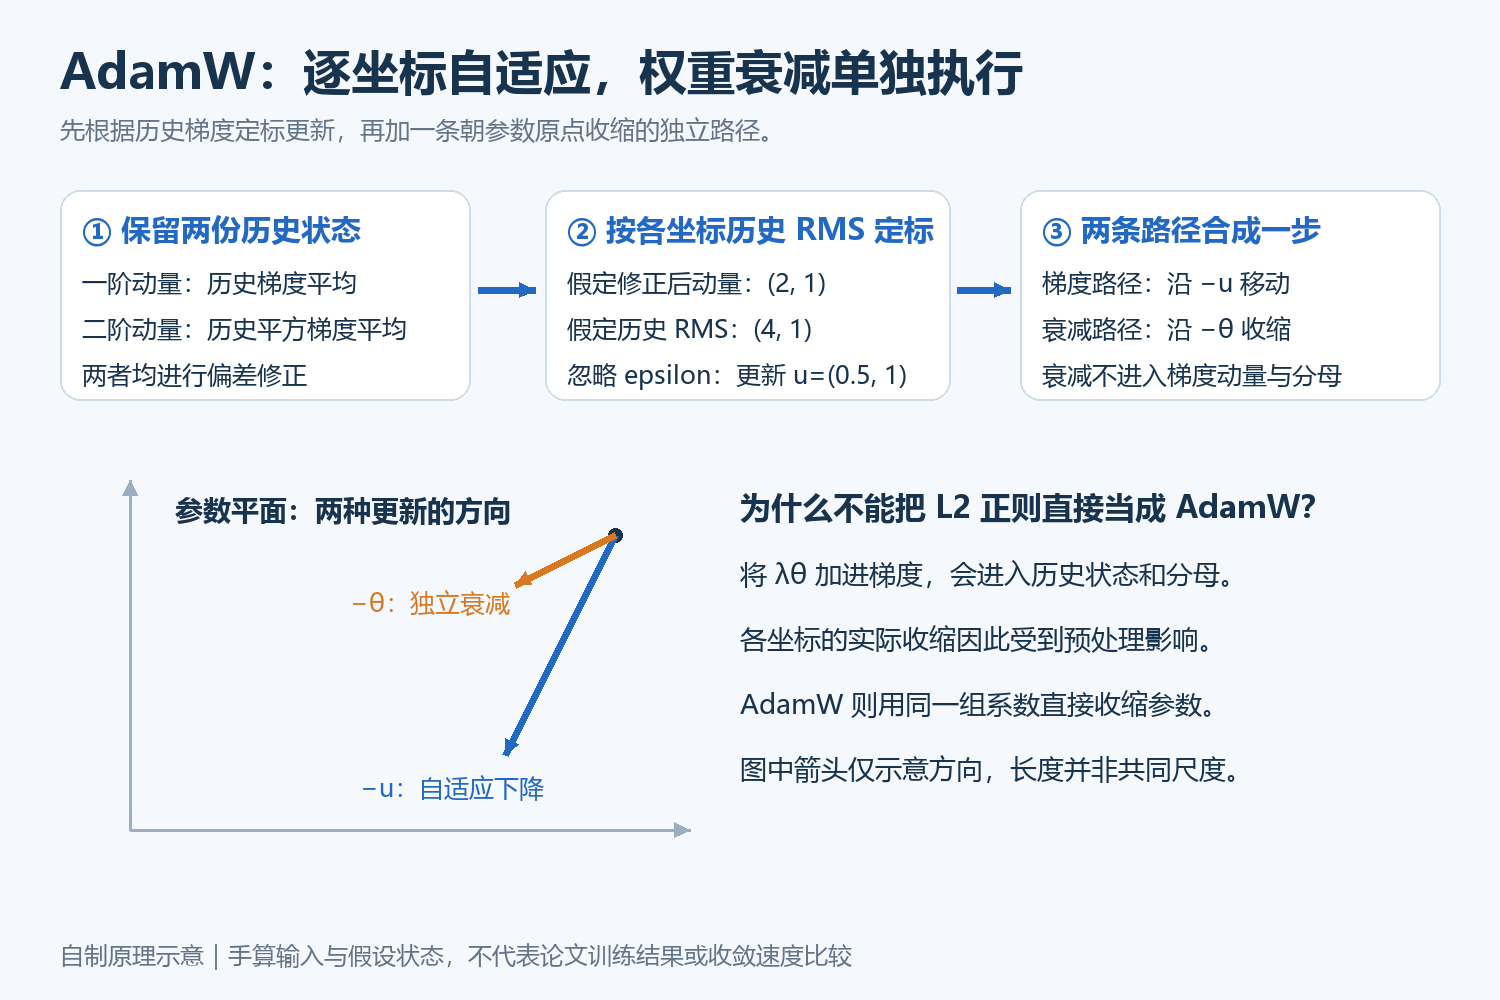 AdamW：逐坐标自适应，权重衰减单独执行
先根据历史梯度定标更新，再加一条朝参数原点收缩的独立路径。
① 保留两份历史状态
一阶动量：历史梯度平均
二阶动量：历史平方梯度平均
两者均进行偏差修正
② 按各坐标历史 RMS 定标
假定修正后动量：(2, 1)
假定历史 RMS：(4, 1)
忽略 epsilon：更新 u=(0.5, 1)
③ 两条路径合成一步
梯度路径：沿 −u 移动
衰减路径：沿 −θ 收缩
衰减不进入梯度动量与分母
参数平面：两种更新的方向
−θ：独立衰减
−u：自适应下降
为什么不能把 L2 正则直接当成 AdamW？
将 λθ 加进梯度，会进入历史状态和分母。
各坐标的实际收缩因此受到预处理影响。
AdamW 则用同一组系数直接收缩参数。
图中箭头仅示意方向，长度并非共同尺度。
自制原理示意｜手算输入与假设状态，不代表论文训练结果或收敛速度比较